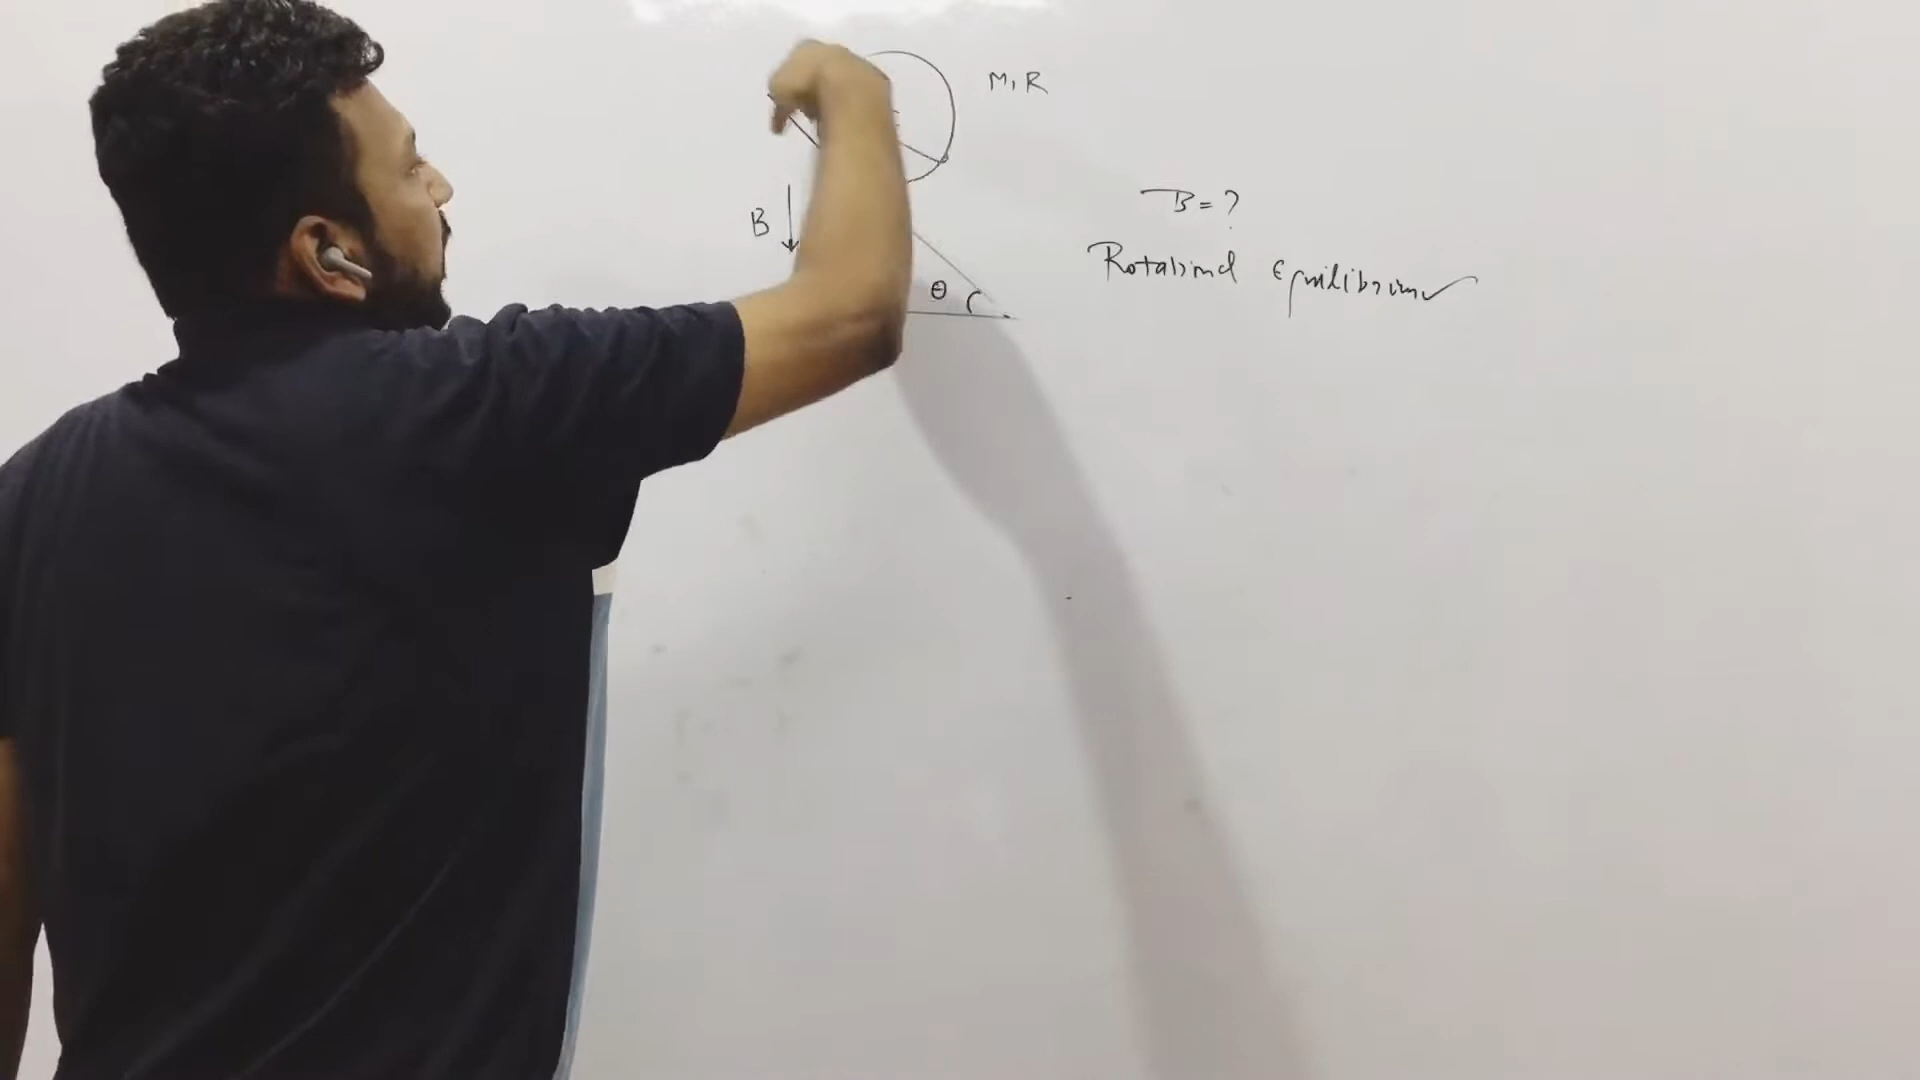 M, R
B
B = ?
Rotational Equilibrium
θ